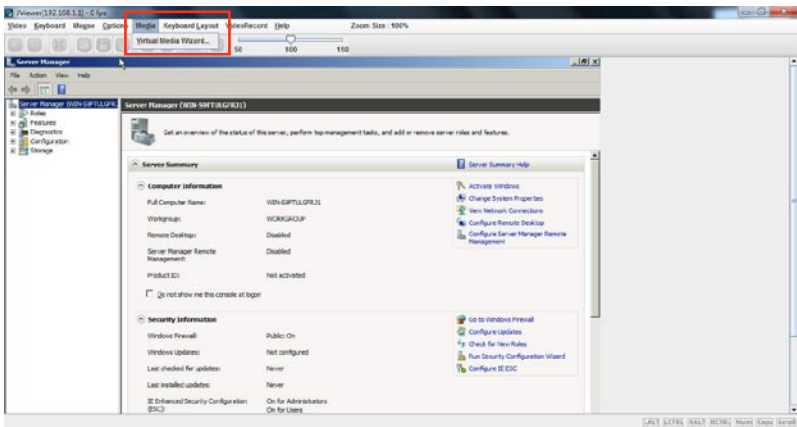 JViewer[192.168.1.3] - 0 fps
Video Keyboard Mouse Options Media Keyboard Layout VideoRecord Help Zoom Size : 100%
Virtual Media Wizard...
50 100 150
Server Manager
File Action View Help
Server Manager (WIN-S9FTULGFRJ1)
Roles
Features
Diagnostics
Configuration
Storage
Server Manager (WIN-S9FTULGFRJ1)
Get an overview of the status of this server, perform top management tasks, and add or remove server roles and features.
Server Summary
Server Summary Help
Computer Information
Full Computer Name: WIN-S9FTULGFRJ1
Workgroup: WORKGROUP
Remote Desktop: Disabled
Server Manager Remote Management: Disabled
Product ID: Not activated
Do not show me this console at logon
Activate Windows
Change System Properties
View Network Connections
Configure Remote Desktop
Configure Server Manager Remote
Management
Security Information
Windows Firewall: Public: On
Windows Updates: Not configured
Last checked for updates: Never
Last installed updates: Never
IE Enhanced Security Configuration (ESC): On for Administrators
On for Users
Go to Windows Firewall
Configure Updates
Check for New Roles
Run Security Configuration Wizard
Configure IE ESC
LALT LCTRL RALT RCTRL Num Caps Scroll